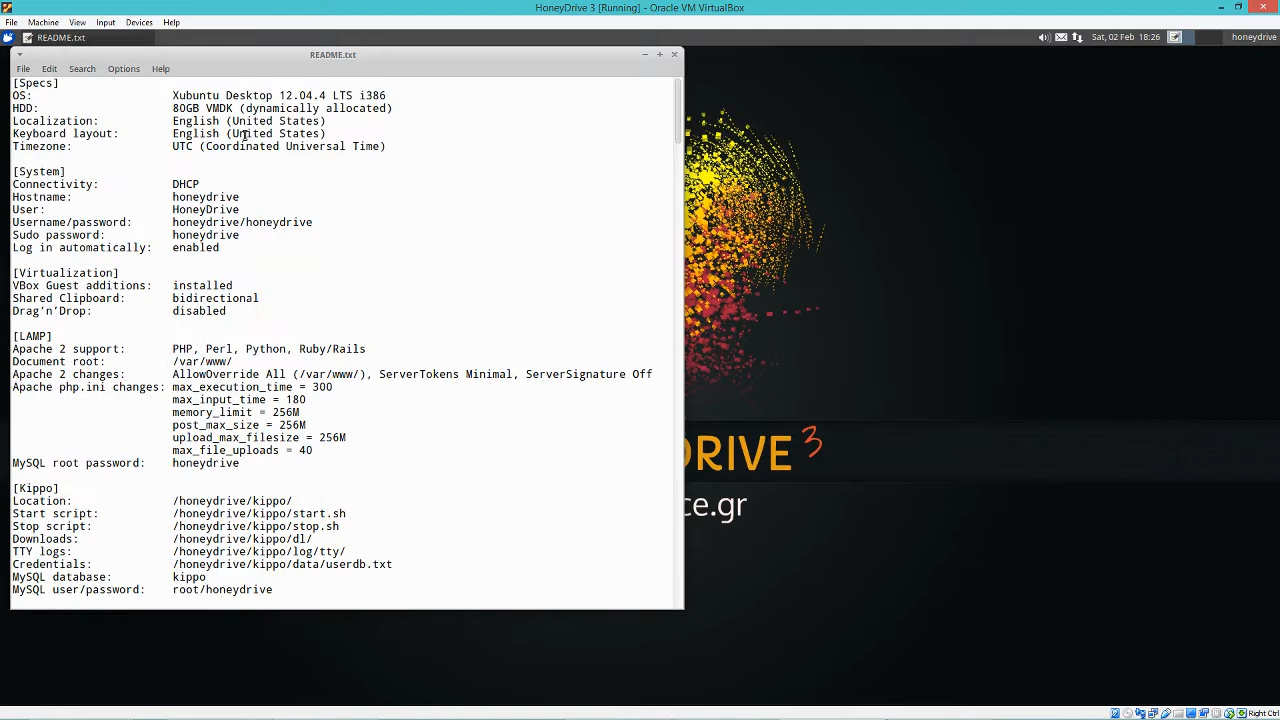 HoneyDrive 3 [Running] - Oracle VM VirtualBox
File Machine View Input Devices Help
README.txt
Sat, 02 Feb 18:26 honeydrive
README.txt
File Edit Search Options Help
[Specs]
OS: Xubuntu Desktop 12.04.4 LTS i386
HDD: 80GB VMDK (dynamically allocated)
Localization: English (United States)
Keyboard layout: English (United States)
Timezone: UTC (Coordinated Universal Time)
[System]
Connectivity: DHCP
Hostname: honeydrive
User: HoneyDrive
Username/password: honeydrive/honeydrive
Sudo password: honeydrive
Log in automatically: enabled
[Virtualization]
VBox Guest additions: installed
Shared Clipboard: bidirectional
Drag'n'Drop: disabled
[LAMP]
Apache 2 support: PHP, Perl, Python, Ruby/Rails
Document root: /var/www/
Apache 2 changes: AllowOverride All (/var/www/), ServerTokens Minimal, ServerSignature Off
Apache php.ini changes: max_execution_time = 300
max_input_time = 180
memory_limit = 256M
post_max_size = 256M
upload_max_filesize = 256M
max_file_uploads = 40
MySQL root password: honeydrive
[Kippo]
Location: /honeydrive/kippo/
Start script: /honeydrive/kippo/start.sh
Stop script: /honeydrive/kippo/stop.sh
Downloads: /honeydrive/kippo/dl/
TTY logs: /honeydrive/kippo/log/tty/
Credentials: /honeydrive/kippo/data/userdb.txt
MySQL database: kippo
MySQL user/password: root/honeydrive
DRIVE 3
ce.gr
Right Ctrl